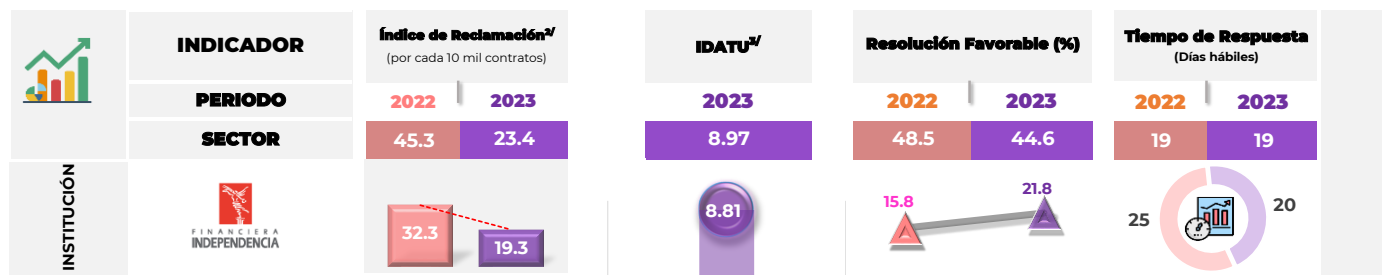 INDICADOR
Índice de Reclamación2/
(por cada 10 mil contratos)
IDATU3/
Resolución Favorable (%)
Tiempo de Respuesta
(Días hábiles)
PERIODO
2022 2023
2023
2022 2023
2022 2023
SECTOR
45.3 23.4
8.97
48.5 44.6
19 19
INSTITUCIÓN
FINANCIERA
INDEPENDENCIA
32.3
19.3
8.81
15.8
21.8
25
20